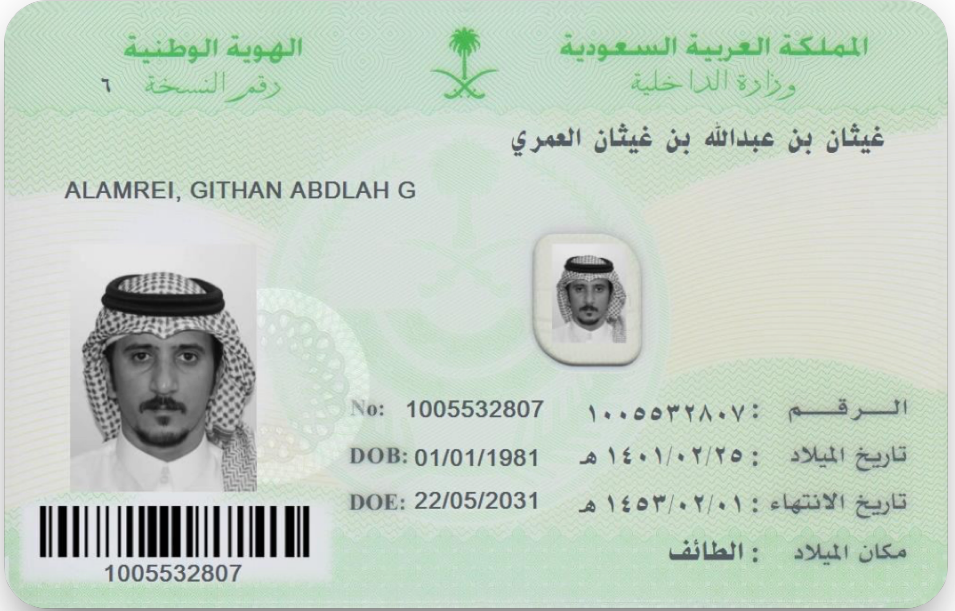 المملكة العربية السعودية
وزارة الداخلية
الهوية الوطنية
رقم النسخة ٦
غيثان بن عبدالله بن غيثان العمري
ALAMREI, GITHAN ABDLAH G
الـــرقـــم : ١٠٠٥٥٣٢٨٠٧ No: 1005532807
تاريخ الميلاد : ١٤٠١/٠٢/٢٥ هـ DOB: 01/01/1981
تاريخ الانتهاء : ١٤٥٣/٠٢/٠١ هـ DOE: 22/05/2031
مكان الميلاد : الطائف
1005532807